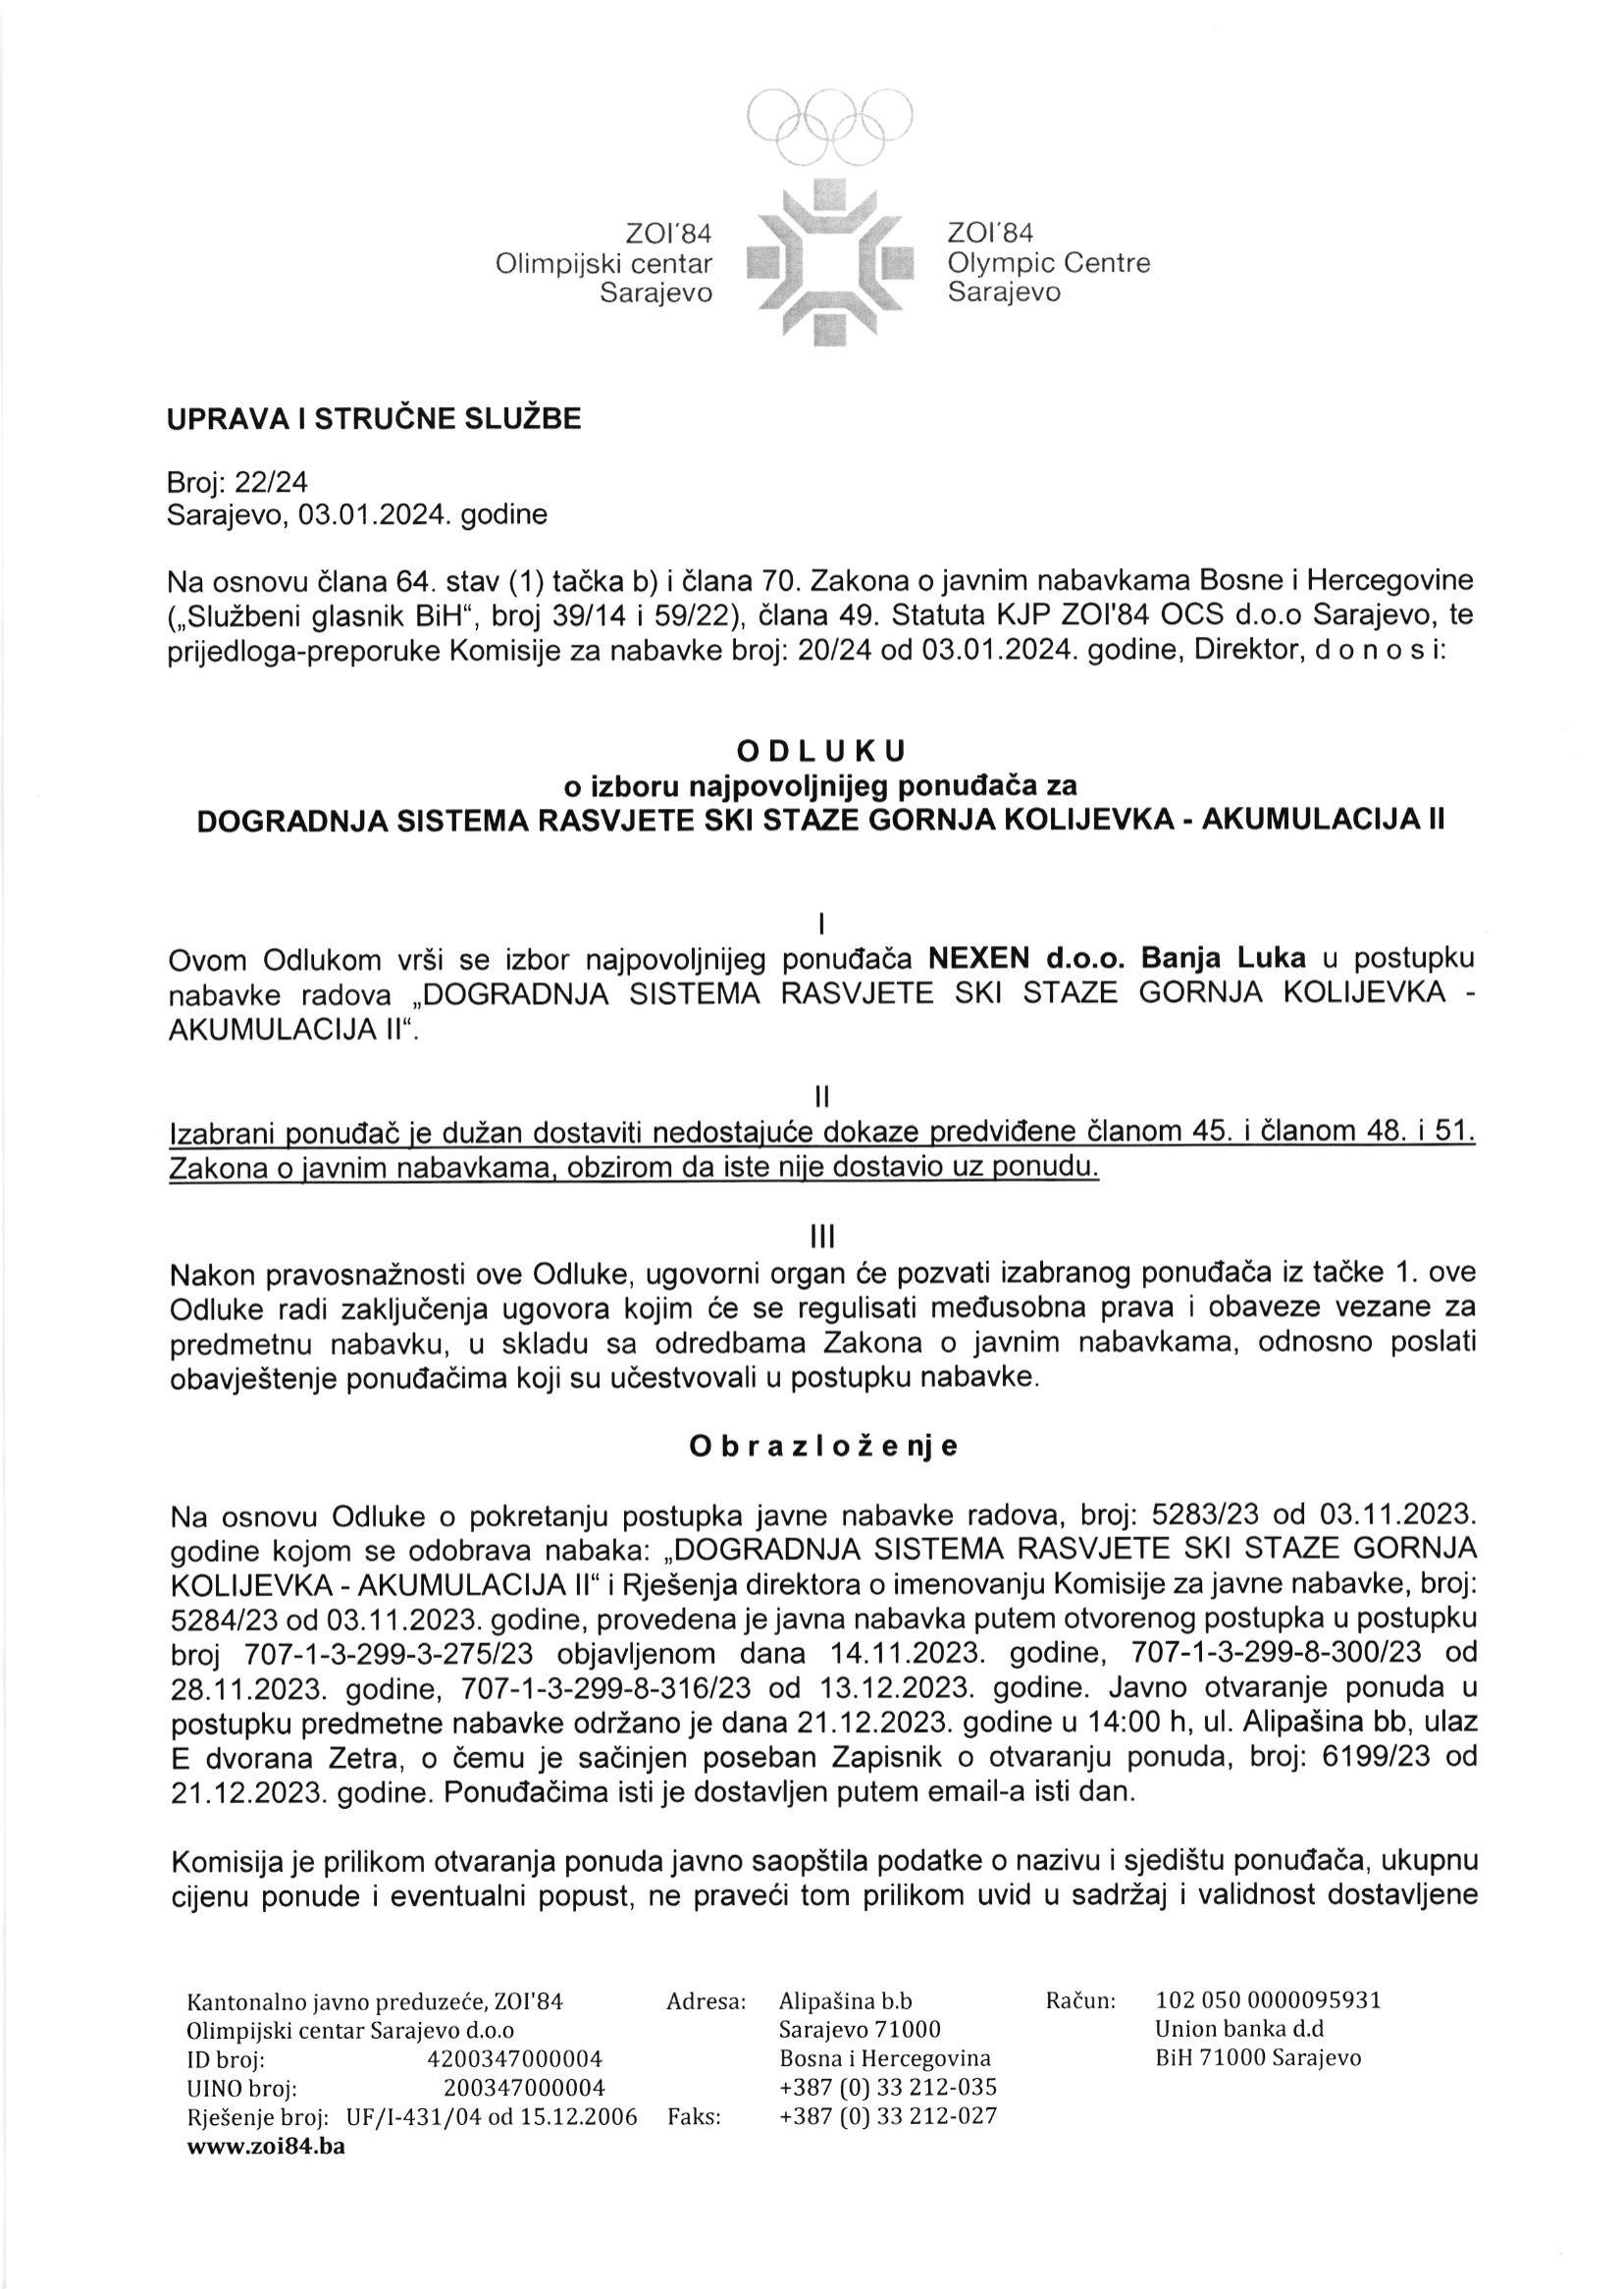 ZOI'84
Olimpijski centar
Sarajevo
ZOI'84
Olympic Centre
Sarajevo
UPRAVA I STRUČNE SLUŽBE
Broj: 22/24
Sarajevo, 03.01.2024. godine
Na osnovu člana 64. stav (1) tačka b) i člana 70. Zakona o javnim nabavkama Bosne i Hercegovine
(„Službeni glasnik BiH“, broj 39/14 i 59/22), člana 49. Statuta KJP ZOI'84 OCS d.o.o Sarajevo, te
prijedloga-preporuke Komisije za nabavke broj: 20/24 od 03.01.2024. godine, Direktor, d o n o s i:
O D L U K U
o izboru najpovoljnijeg ponuđača za
DOGRADNJA SISTEMA RASVJETE SKI STAZE GORNJA KOLIJEVKA - AKUMULACIJA II
I
Ovom Odlukom vrši se izbor najpovoljnijeg ponuđača NEXEN d.o.o. Banja Luka u postupku
nabavke radova „DOGRADNJA SISTEMA RASVJETE SKI STAZE GORNJA KOLIJEVKA -
AKUMULACIJA II“.
II
Izabrani ponuđač je dužan dostaviti nedostajuće dokaze predviđene članom 45. i članom 48. i 51.
Zakona o javnim nabavkama, obzirom da iste nije dostavio uz ponudu.
III
Nakon pravosnažnosti ove Odluke, ugovorni organ će pozvati izabranog ponuđača iz tačke 1. ove
Odluke radi zaključenja ugovora kojim će se regulisati međusobna prava i obaveze vezane za
predmetnu nabavku, u skladu sa odredbama Zakona o javnim nabavkama, odnosno poslati
obavještenje ponuđačima koji su učestvovali u postupku nabavke.
O b r a z l o ž e nj e
Na osnovu Odluke o pokretanju postupka javne nabavke radova, broj: 5283/23 od 03.11.2023.
godine kojom se odobrava nabaka: „DOGRADNJA SISTEMA RASVJETE SKI STAZE GORNJA
KOLIJEVKA - AKUMULACIJA II“ i Rješenja direktora o imenovanju Komisije za javne nabavke, broj:
5284/23 od 03.11.2023. godine, provedena je javna nabavka putem otvorenog postupka u postupku
broj 707-1-3-299-3-275/23 objavljenom dana 14.11.2023. godine, 707-1-3-299-8-300/23 od
28.11.2023. godine, 707-1-3-299-8-316/23 od 13.12.2023. godine. Javno otvaranje ponuda u
postupku predmetne nabavke održano je dana 21.12.2023. godine u 14:00 h, ul. Alipašina bb, ulaz
E dvorana Zetra, o čemu je sačinjen poseban Zapisnik o otvaranju ponuda, broj: 6199/23 od
21.12.2023. godine. Ponuđačima isti je dostavljen putem email-a isti dan.
Komisija je prilikom otvaranja ponuda javno saopštila podatke o nazivu i sjedištu ponuđača, ukupnu
cijenu ponude i eventualni popust, ne praveći tom prilikom uvid u sadržaj i validnost dostavljene
Kantonalno javno preduzeće, ZOI'84 Adresa: Alipašina b.b Račun: 102 050 0000095931
Olimpijski centar Sarajevo d.o.o Sarajevo 71000 Union banka d.d
ID broj: 4200347000004 Bosna i Hercegovina BiH 71000 Sarajevo
UINO broj: 200347000004 +387 (0) 33 212-035
Rješenje broj: UF/I-431/04 od 15.12.2006 Faks: +387 (0) 33 212-027
www.zoi84.ba